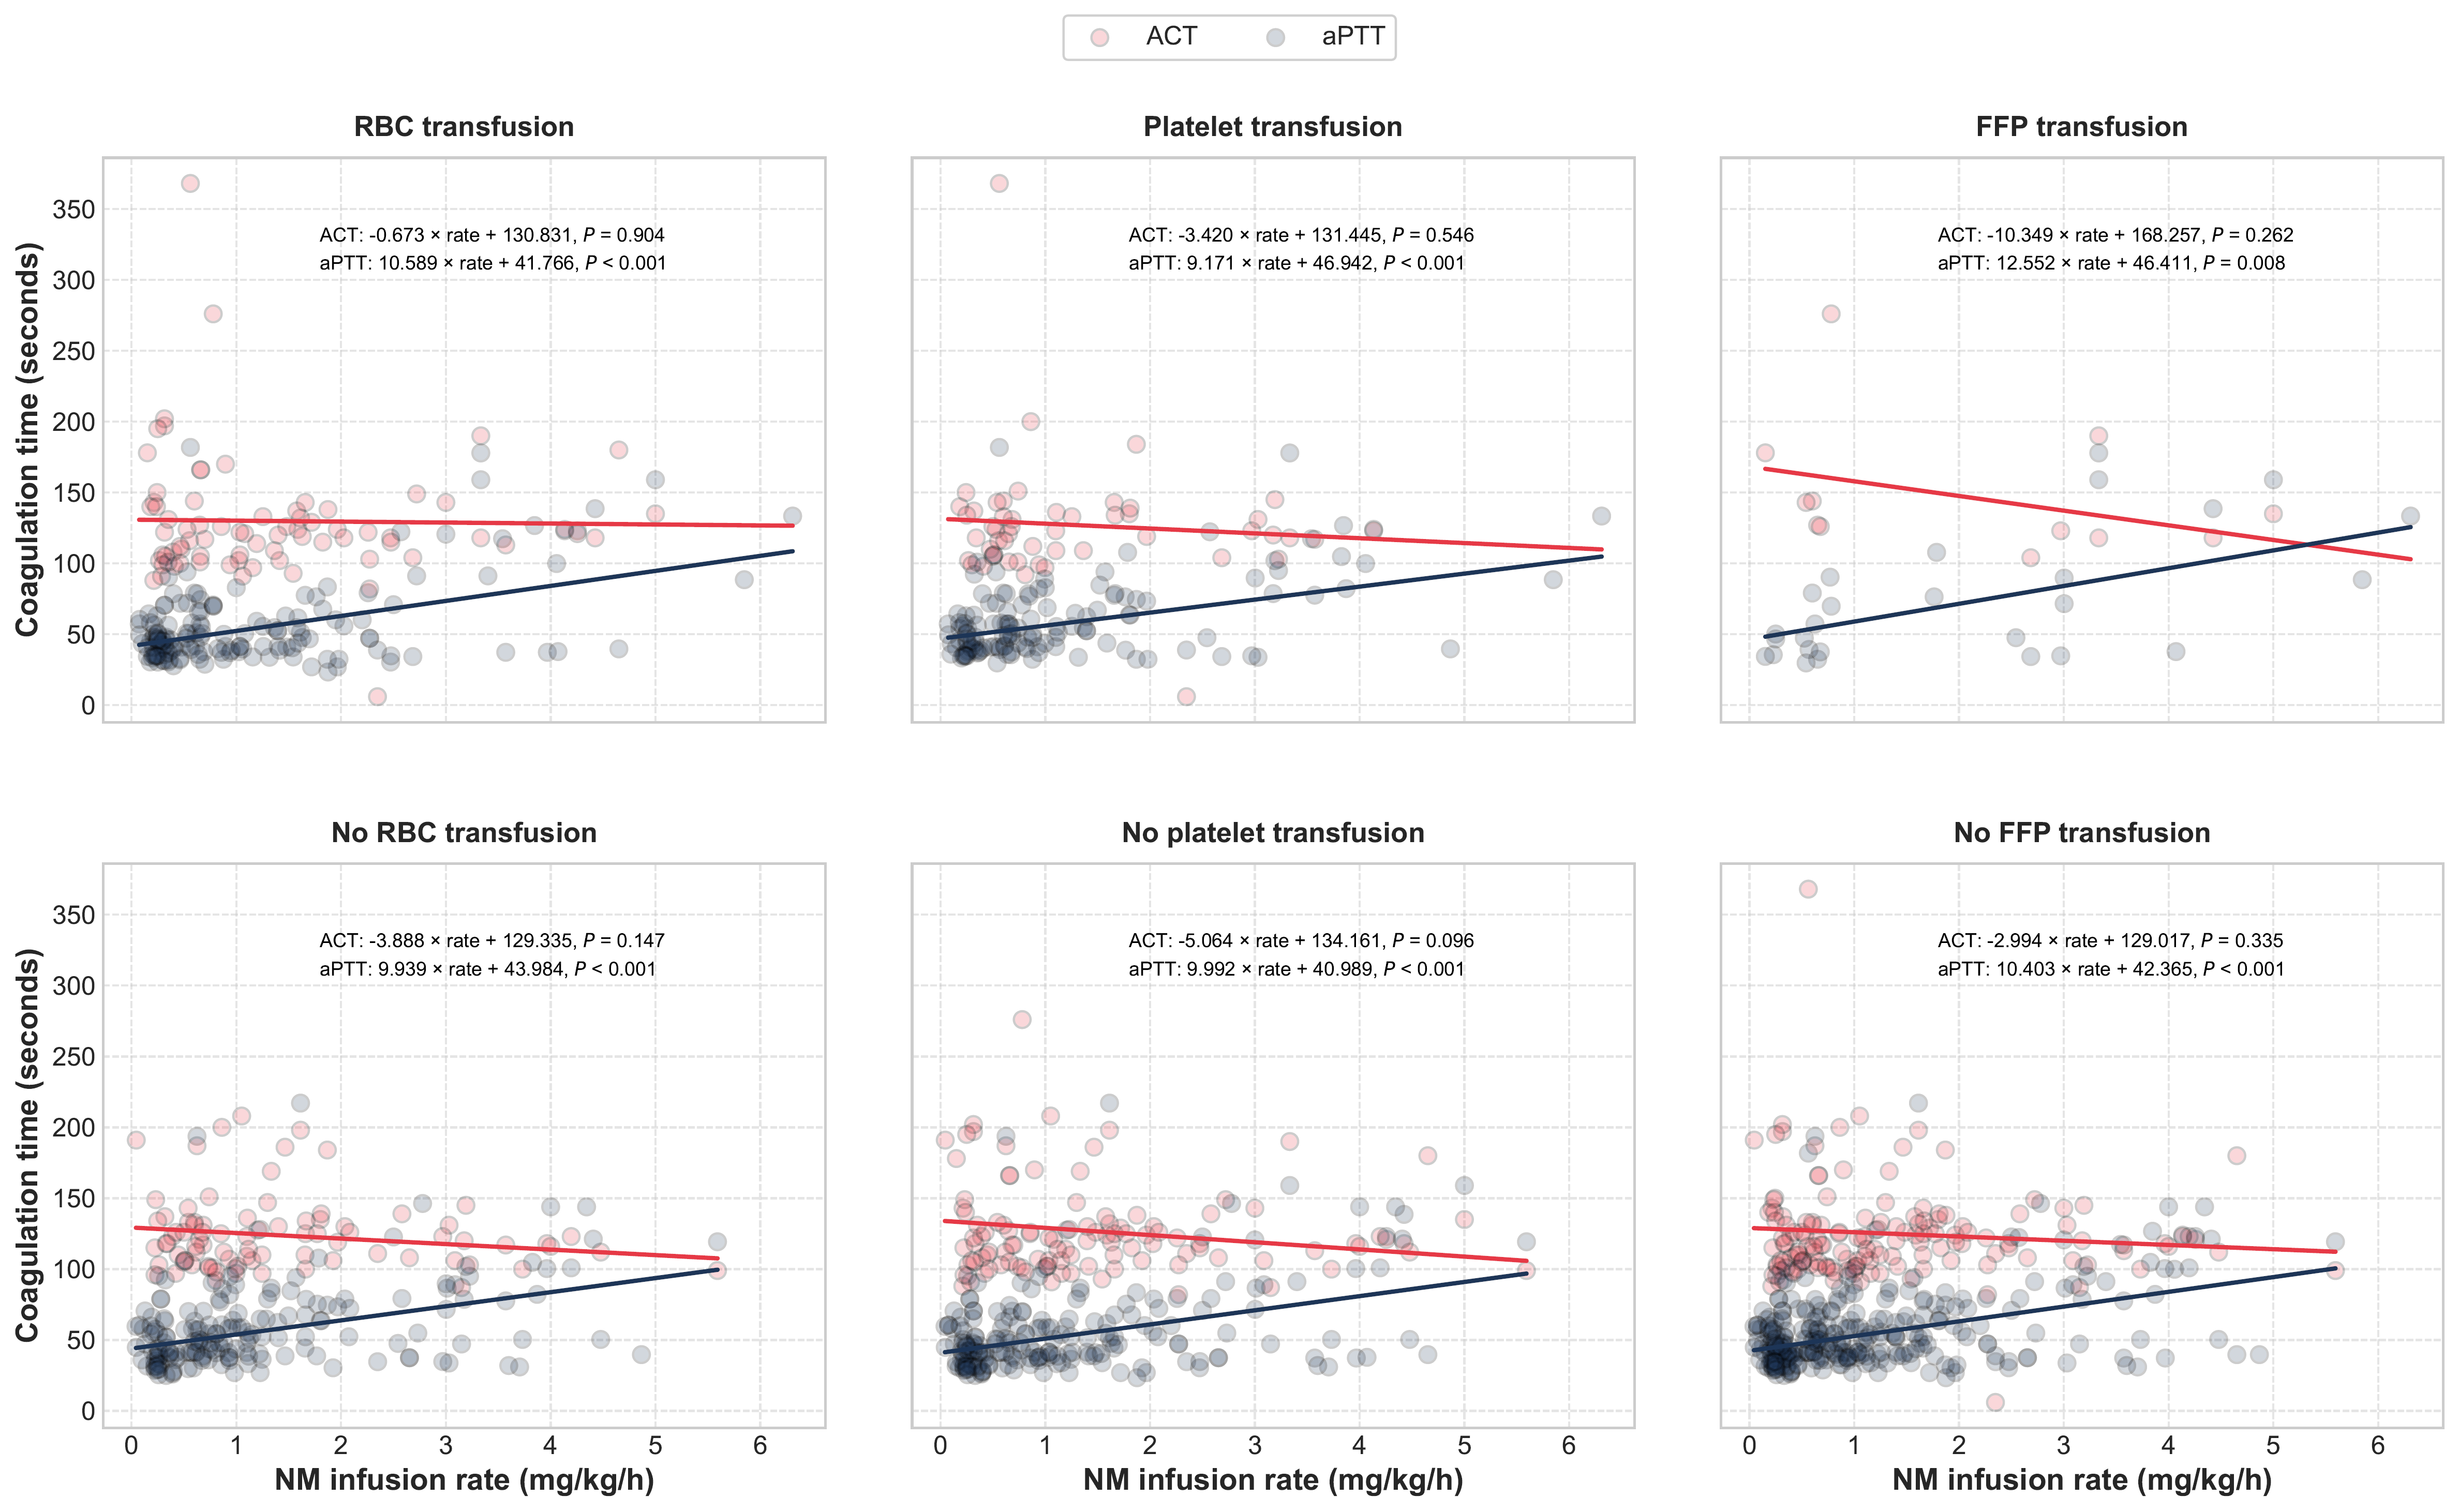 ACT aPTT
RBC transfusion
Platelet transfusion
FFP transfusion
Coagulation time (seconds)
350
300
250
200
150
100
50
0
ACT: -0.673 × rate + 130.831, P = 0.904
aPTT: 10.589 × rate + 41.766, P < 0.001
ACT: -3.420 × rate + 131.445, P = 0.546
aPTT: 9.171 × rate + 46.942, P < 0.001
ACT: -10.349 × rate + 168.257, P = 0.262
aPTT: 12.552 × rate + 46.411, P = 0.008
No RBC transfusion
No platelet transfusion
No FFP transfusion
Coagulation time (seconds)
350
300
250
200
150
100
50
0
ACT: -3.888 × rate + 129.335, P = 0.147
aPTT: 9.939 × rate + 43.984, P < 0.001
ACT: -5.064 × rate + 134.161, P = 0.096
aPTT: 9.992 × rate + 40.989, P < 0.001
ACT: -2.994 × rate + 129.017, P = 0.335
aPTT: 10.403 × rate + 42.365, P < 0.001
0 1 2 3 4 5 6
0 1 2 3 4 5 6
0 1 2 3 4 5 6
NM infusion rate (mg/kg/h)
NM infusion rate (mg/kg/h)
NM infusion rate (mg/kg/h)